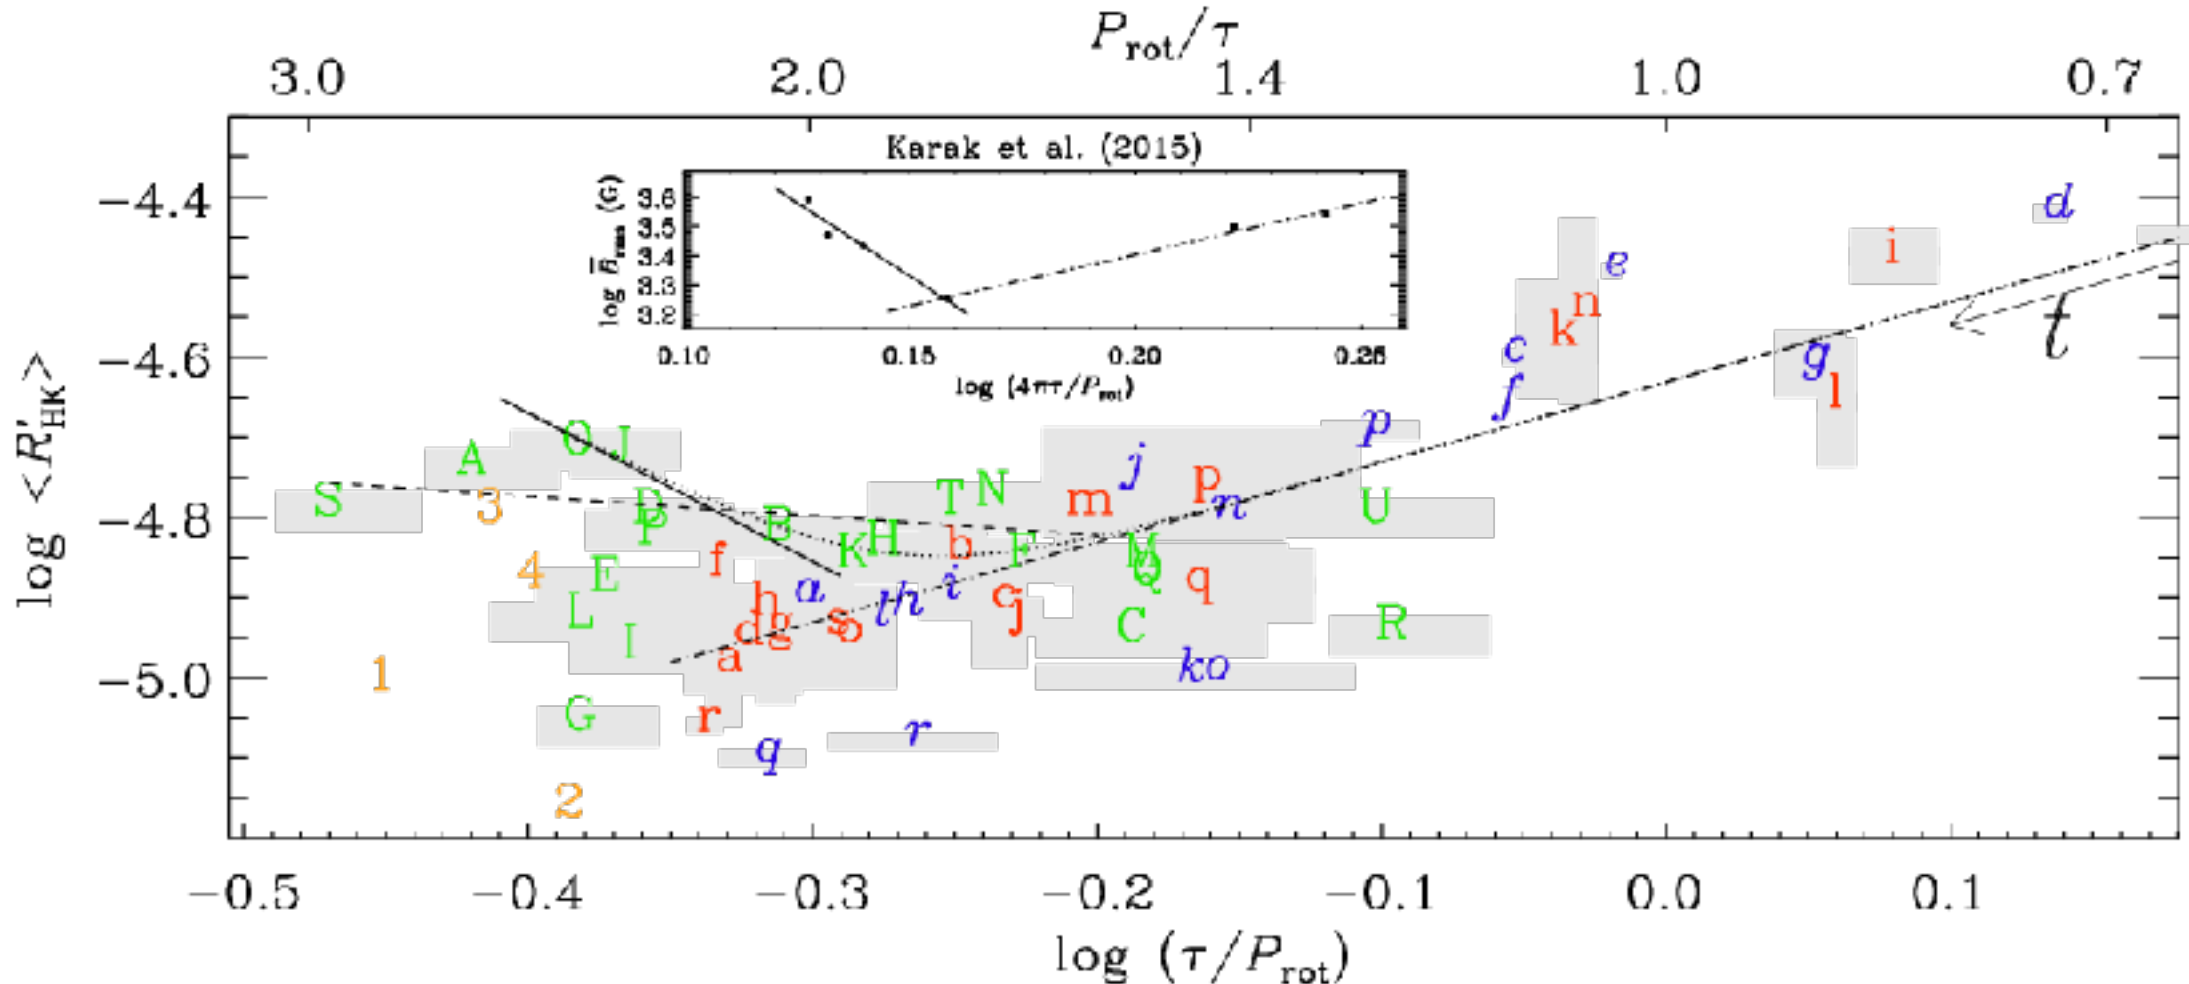 P_rot/τ
3.0 2.0 1.4 1.0 0.7
Karak et al. (2015)
log B̅_rms (G)
3.6
3.5
3.4
3.3
3.2
0.10 0.15 0.20 0.25
log (4πτ/P_rot)
log <R′_HK>
−4.4
−4.6
−4.8
−5.0
d
i
e
n
k
t
c
g
f
l
p
O J
A
j
p
T N
m
S
3
D
n
U
P
B
K H b F M
f
4
E
Q
a
i
q
h
l h
c
j
L
C
R
I
d g s o
a
1
k o
G
r
r
q
2
−0.5 −0.4 −0.3 −0.2 −0.1 0.0 0.1
log (τ/P_rot)